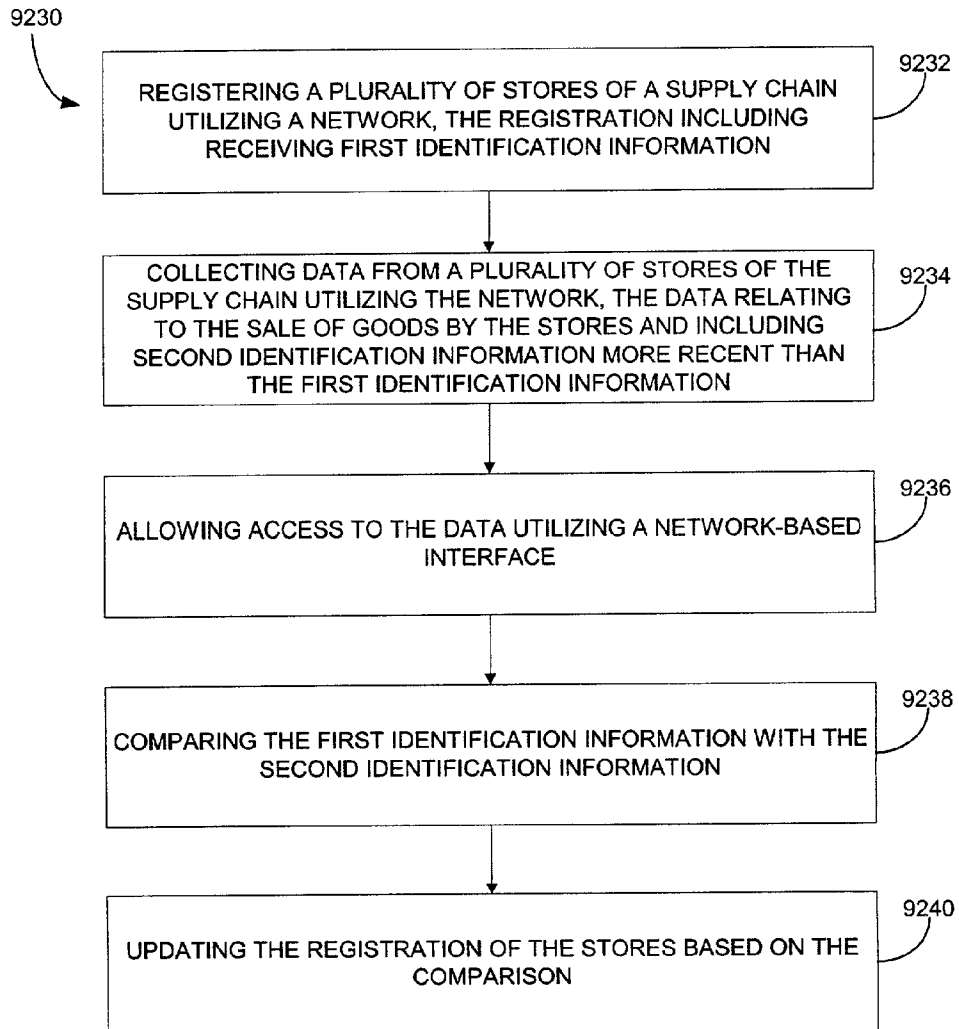 9230
9232
REGISTERING A PLURALITY OF STORES OF A SUPPLY CHAIN
UTILIZING A NETWORK, THE REGISTRATION INCLUDING
RECEIVING FIRST IDENTIFICATION INFORMATION
9234
COLLECTING DATA FROM A PLURALITY OF STORES OF THE
SUPPLY CHAIN UTILIZING THE NETWORK, THE DATA RELATING
TO THE SALE OF GOODS BY THE STORES AND INCLUDING
SECOND IDENTIFICATION INFORMATION MORE RECENT THAN
THE FIRST IDENTIFICATION INFORMATION
9236
ALLOWING ACCESS TO THE DATA UTILIZING A NETWORK-BASED
INTERFACE
9238
COMPARING THE FIRST IDENTIFICATION INFORMATION WITH THE
SECOND IDENTIFICATION INFORMATION
9240
UPDATING THE REGISTRATION OF THE STORES BASED ON THE
COMPARISON